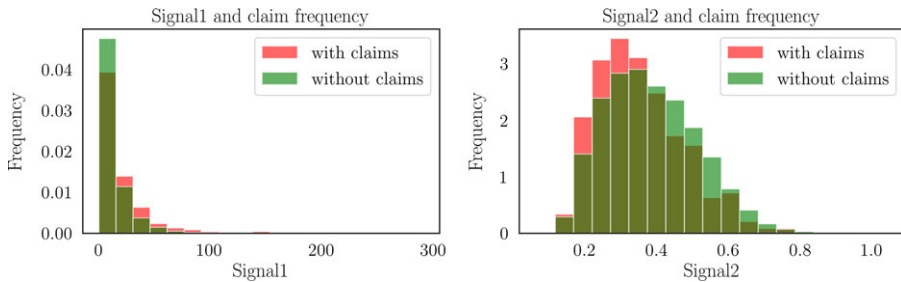 Signal1 and claim frequency
with claims
without claims
Frequency
0.04
0.03
0.02
0.01
0.00
0
100
200
300
Signal1
Signal2 and claim frequency
with claims
without claims
Frequency
3
2
1
0
0.2
0.4
0.6
0.8
1.0
Signal2